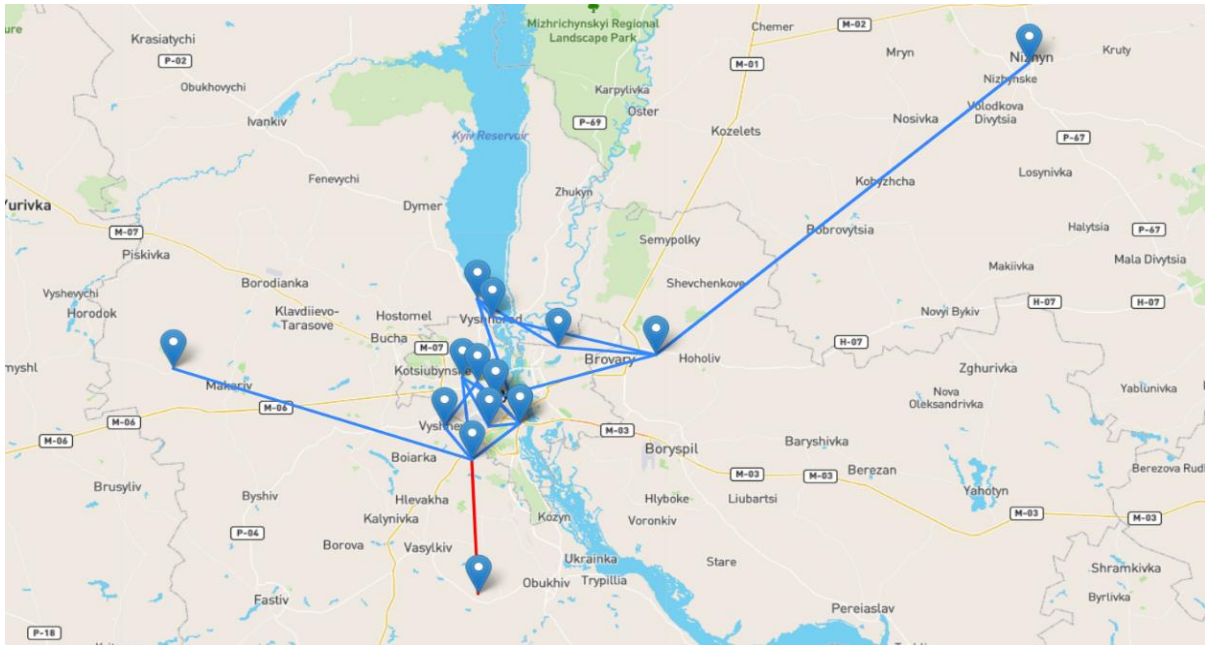 Krasiatychi
P-02
Obukhovychi
Ivankiv
Mizhrichynskyi Regional
Landscape Park
Chemer
M-02
Mryn
Nizhyn
Kruty
Nizhynske
M-01
Karpylivka
Oster
P-69
Kozelets
Nosivka
Volodkova
Divytsia
P-67
Kyiv Reservoir
Fenevychi
Zhukyn
Kobyzhcha
Losynivka
Yurivka
Dymer
M-07
Piskivka
Semypolky
Bobrovytsia
Halytsia
P-67
Mala Divytsia
Makiivka
Vyshevychi
Borodianka
Shevchenkove
Horodok
Klavdiievo-
Tarasove
Hostomel
Vyshhorod
Novyi Bykiv
H-07
H-07
Bucha
M-07
Brovary
Hoholiv
H-07
Kotsiubynske
Makariv
Zghurivka
Yablunivka
Nova
Oleksandrivka
M-06
M-06
M-06
M-03
Boryspil
Baryshivka
Boiarka
M-03
M-03
Berezan
Berezova Rud
Brusyliv
Byshiv
Hlevakha
Hlyboke
Liubartsi
Yahotyn
Kalynivka
Kozyn
Voronkiv
M-03
M-03
P-04
Borova
Vasylkiv
Ukrainka
Stare
Obukhiv
Trypillia
Shramkivka
Fastiv
Pereiaslav
Byrlivka
P-18